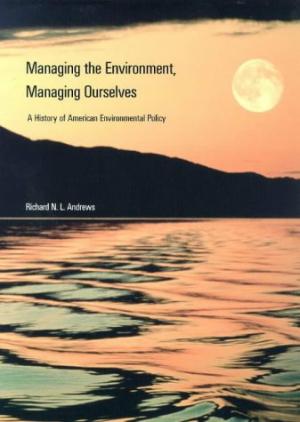 Managing the Environment,
Managing Ourselves
A History of American Environmental Policy
Richard N. L. Andrews